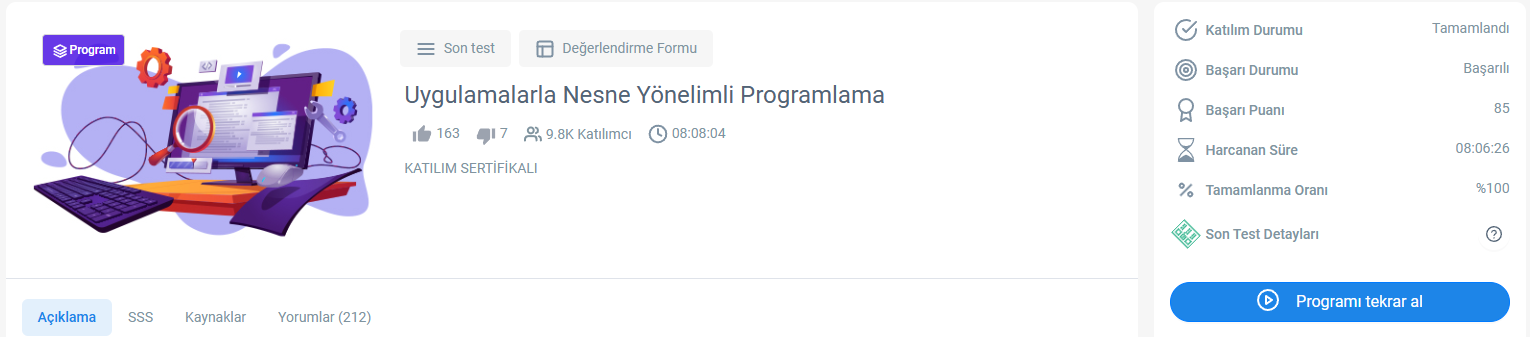 Program
Son test
Değerlendirme Formu
Uygulamalarla Nesne Yönelimli Programlama
163 7 9.8K Katılımcı 08:08:04
KATILIM SERTİFİKALI
Açıklama SSS Kaynaklar Yorumlar (212)
Katılım Durumu Tamamlandı
Başarı Durumu Başarılı
Başarı Puanı 85
Harcanan Süre 08:06:26
Tamamlanma Oranı %100
Son Test Detayları
Programı tekrar al